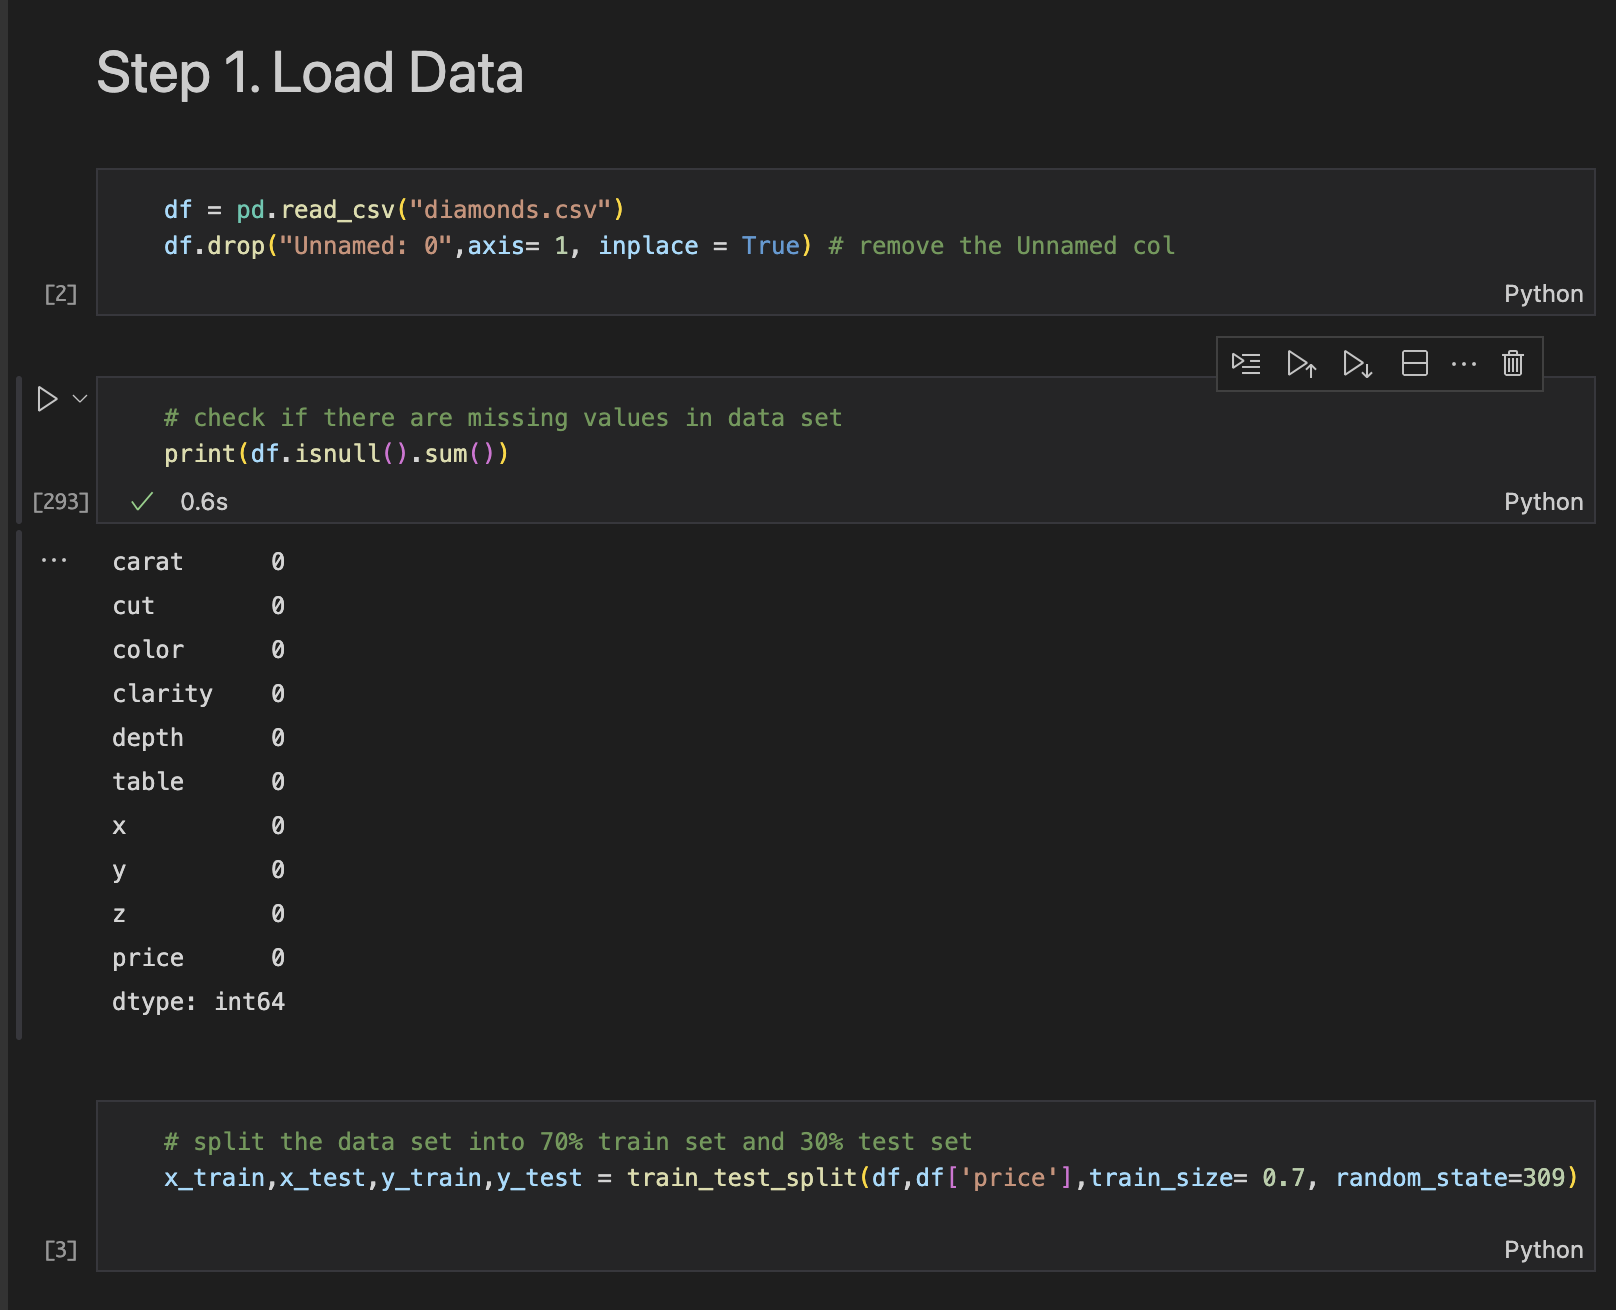 Step 1. Load Data
df = pd.read_csv("diamonds.csv")
df.drop("Unnamed: 0",axis= 1, inplace = True) # remove the Unnamed col
[2]
Python
# check if there are missing values in data set
print(df.isnull().sum())
[293]
0.6s
Python
carat 0
cut 0
color 0
clarity 0
depth 0
table 0
x 0
y 0
z 0
price 0
dtype: int64
# split the data set into 70% train set and 30% test set
x_train,x_test,y_train,y_test = train_test_split(df,df['price'],train_size= 0.7, random_state=309)
[3]
Python